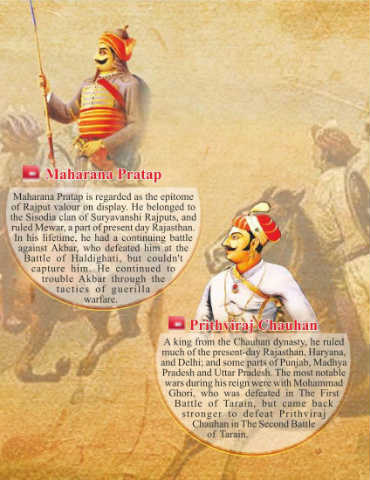 Maharana Pratap
Maharana Pratap is regarded as the epitome
of Rajput valour on display. He belonged to
the Sisodia clan of Suryavanshi Rajputs, and
ruled Mewar, a part of present day Rajasthan.
In his lifetime, he had a continuing battle
against Akbar, who defeated him at the
Battle of Haldighati, but couldn't
capture him. He continued to
trouble Akbar through the
tactics of guerilla
warfare.
Prithviraj Chauhan
A king from the Chauhan dynasty, he ruled
much of the present-day Rajasthan, Haryana,
and Delhi; and some parts of Punjab, Madhya
Pradesh and Uttar Pradesh. The most notable
wars during his reign were with Mohammad
Ghori, who was defeated in The First
Battle of Tarain, but came back
stronger to defeat Prithviraj
Chauhan in The Second Battle
of Tarain.